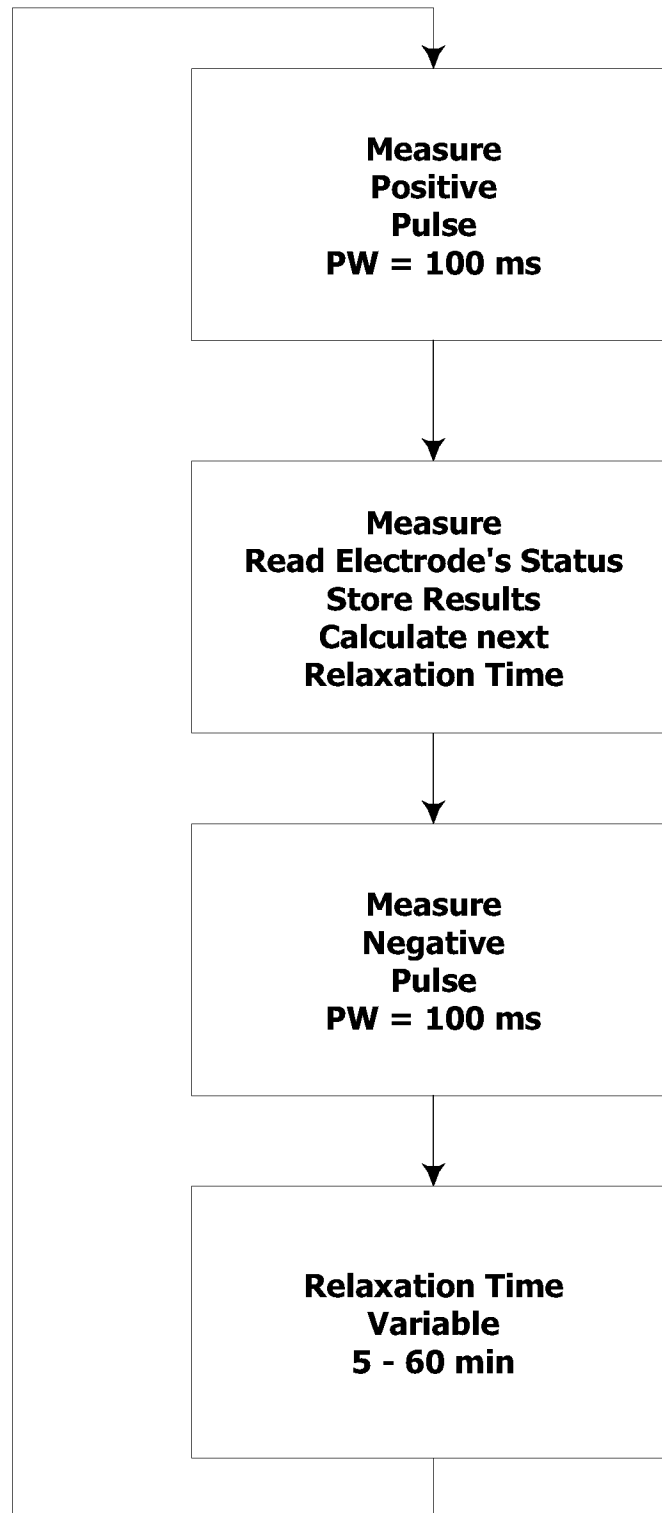 Measure
Positive
Pulse
PW = 100 ms
Measure
Read Electrode's Status
Store Results
Calculate next
Relaxation Time
Measure
Negative
Pulse
PW = 100 ms
Relaxation Time
Variable
5 - 60 min